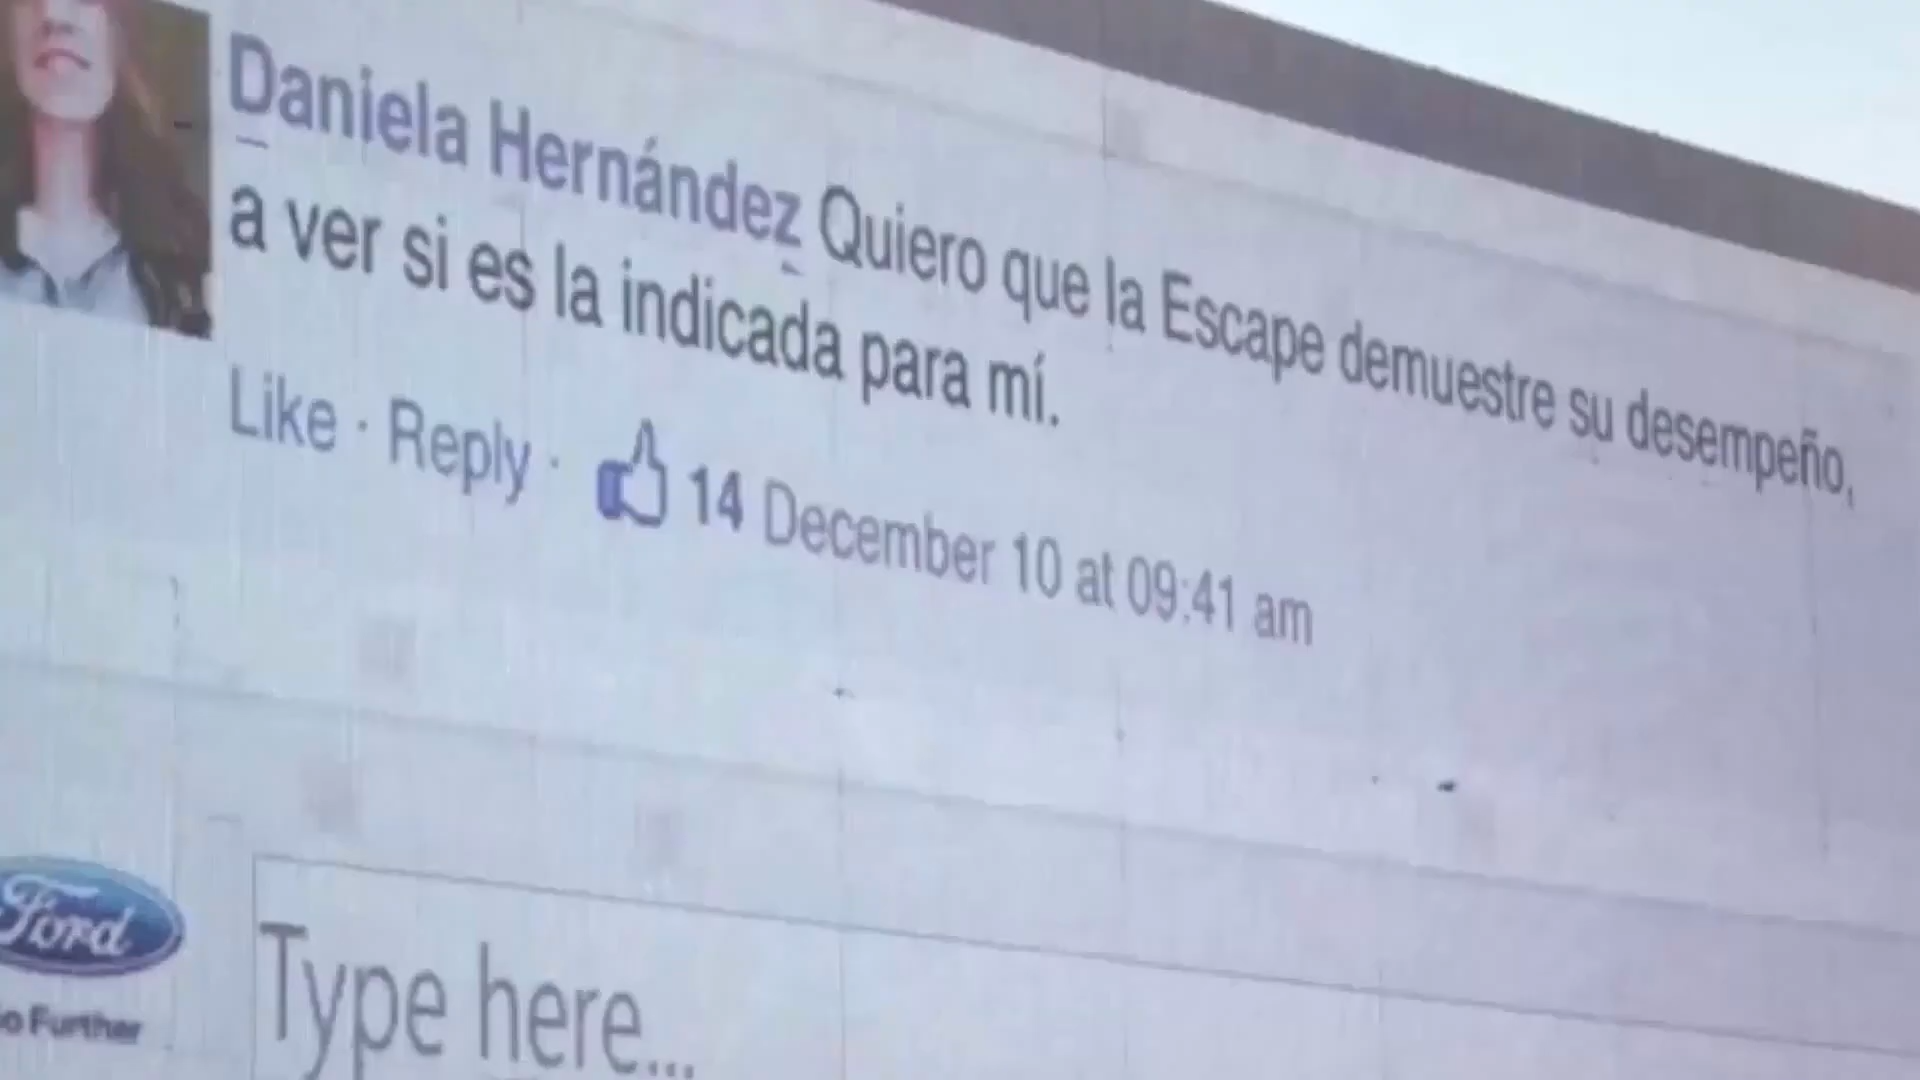 Daniela Hernández Quiero que la Escape demuestre su desempeño,
a ver si es la indicada para mí.
Like · Reply · 14 December 10 at 09:41 am
Ford
Further
Type here...